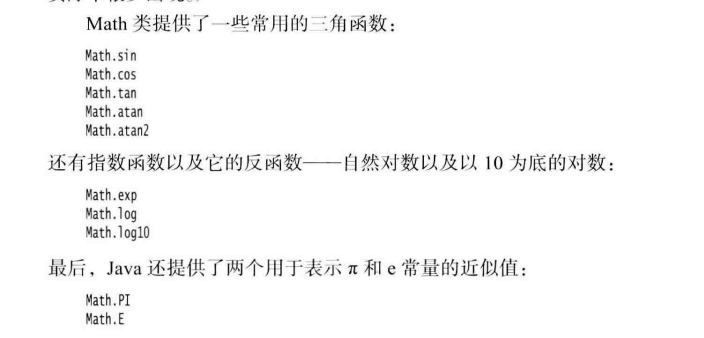 Math 类提供了一些常用的三角函数：
Math.sin
Math.cos
Math.tan
Math.atan
Math.atan2
还有指数函数以及它的反函数——自然对数以及以 10 为底的对数：
Math.exp
Math.log
Math.log10
最后，Java 还提供了两个用于表示 π 和 e 常量的近似值：
Math.PI
Math.E